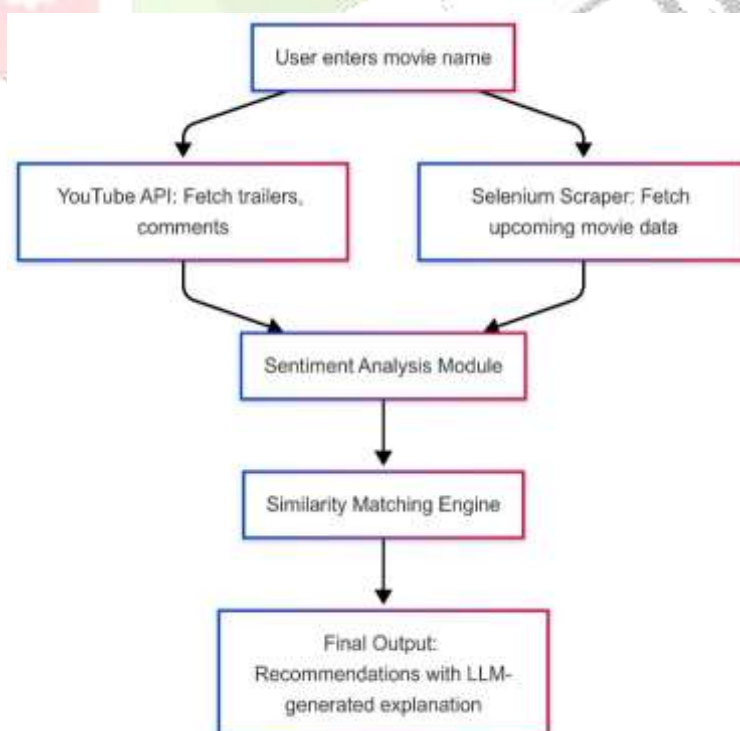 User enters movie name
YouTube API: Fetch trailers,
comments
Selenium Scraper: Fetch
upcoming movie data
Sentiment Analysis Module
Similarity Matching Engine
Final Output:
Recommendations with LLM-
generated explanation